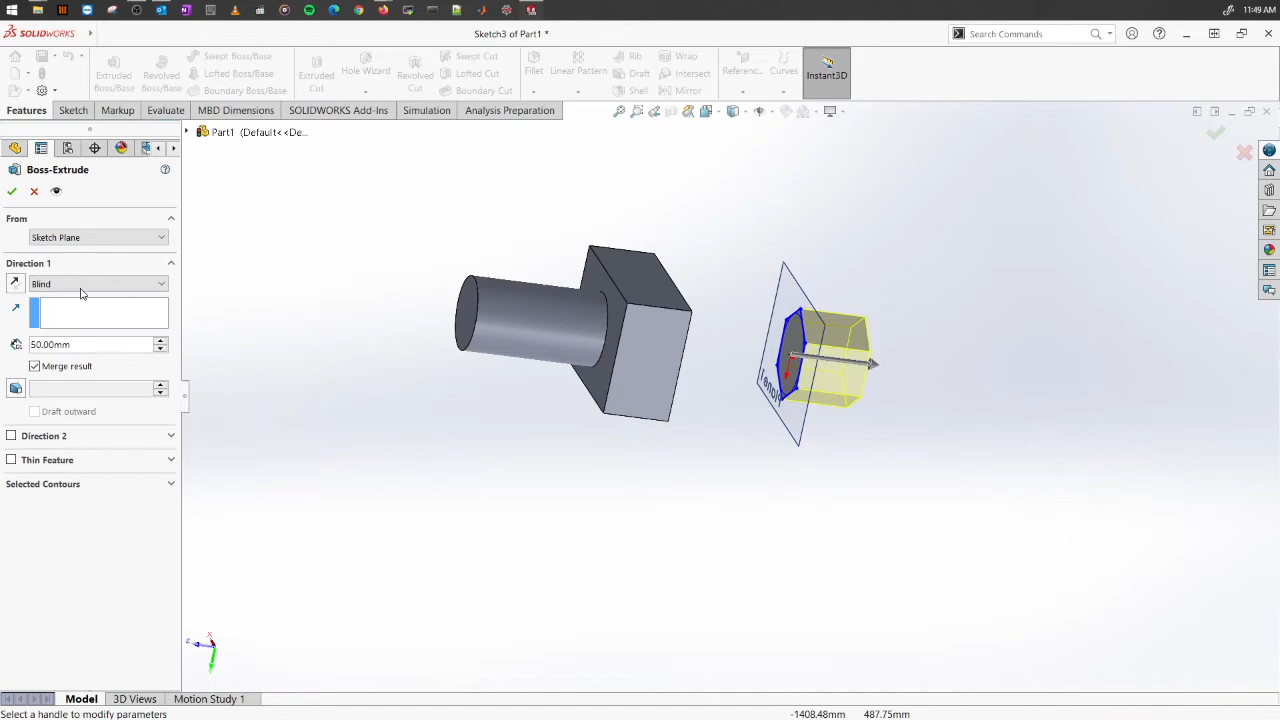 11:49 AM
SOLIDWORKS
Sketch3 of Part1 *
Search Commands
Extruded Boss/Base
Revolved Boss/Base
Swept Boss/Base
Lofted Boss/Base
Boundary Boss/Base
Extruded Cut
Hole Wizard
Revolved Cut
Swept Cut
Lofted Cut
Boundary Cut
Fillet
Linear Pattern
Rib
Draft
Shell
Wrap
Intersect
Mirror
Referenc...
Curves
Instant3D
Features Sketch Markup Evaluate MBD Dimensions SOLIDWORKS Add-Ins Simulation Analysis Preparation
Part1 (Default<<De...
Boss-Extrude
From
Sketch Plane
Direction 1
Blind
50.00mm
Merge result
Draft outward
Direction 2
Thin Feature
Selected Contours
Plane1
Z
X
Y
Model 3D Views Motion Study 1
Select a handle to modify parameters
-1408.48mm 487.75mm